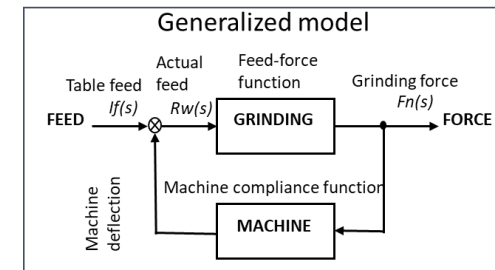 Generalized model
Actual
feed
Feed-force
function
Table feed
If(s)
Rw(s)
Grinding force
Fn(s)
FEED
GRINDING
FORCE
Machine
deflection
Machine compliance function
MACHINE